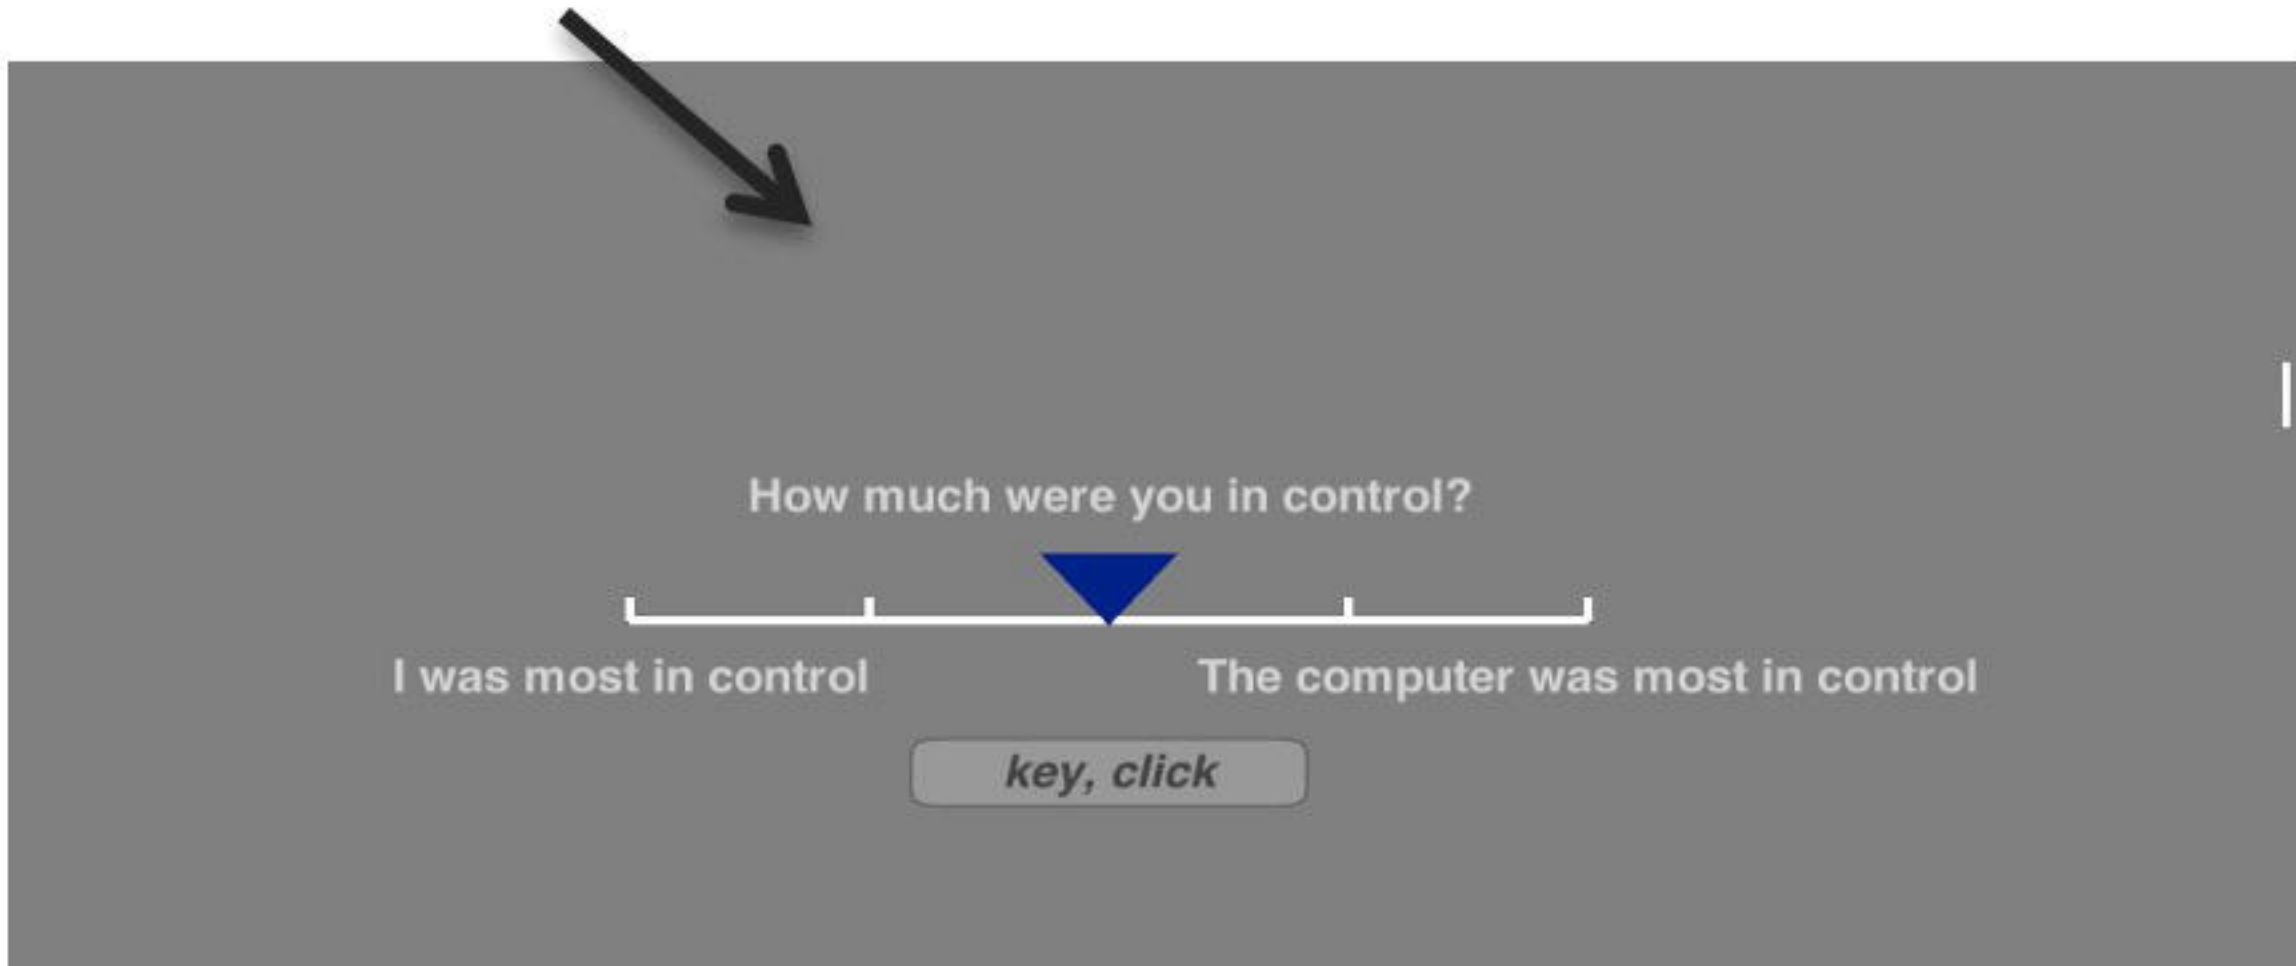 How much were you in control?
I was most in control The computer was most in control
key, click